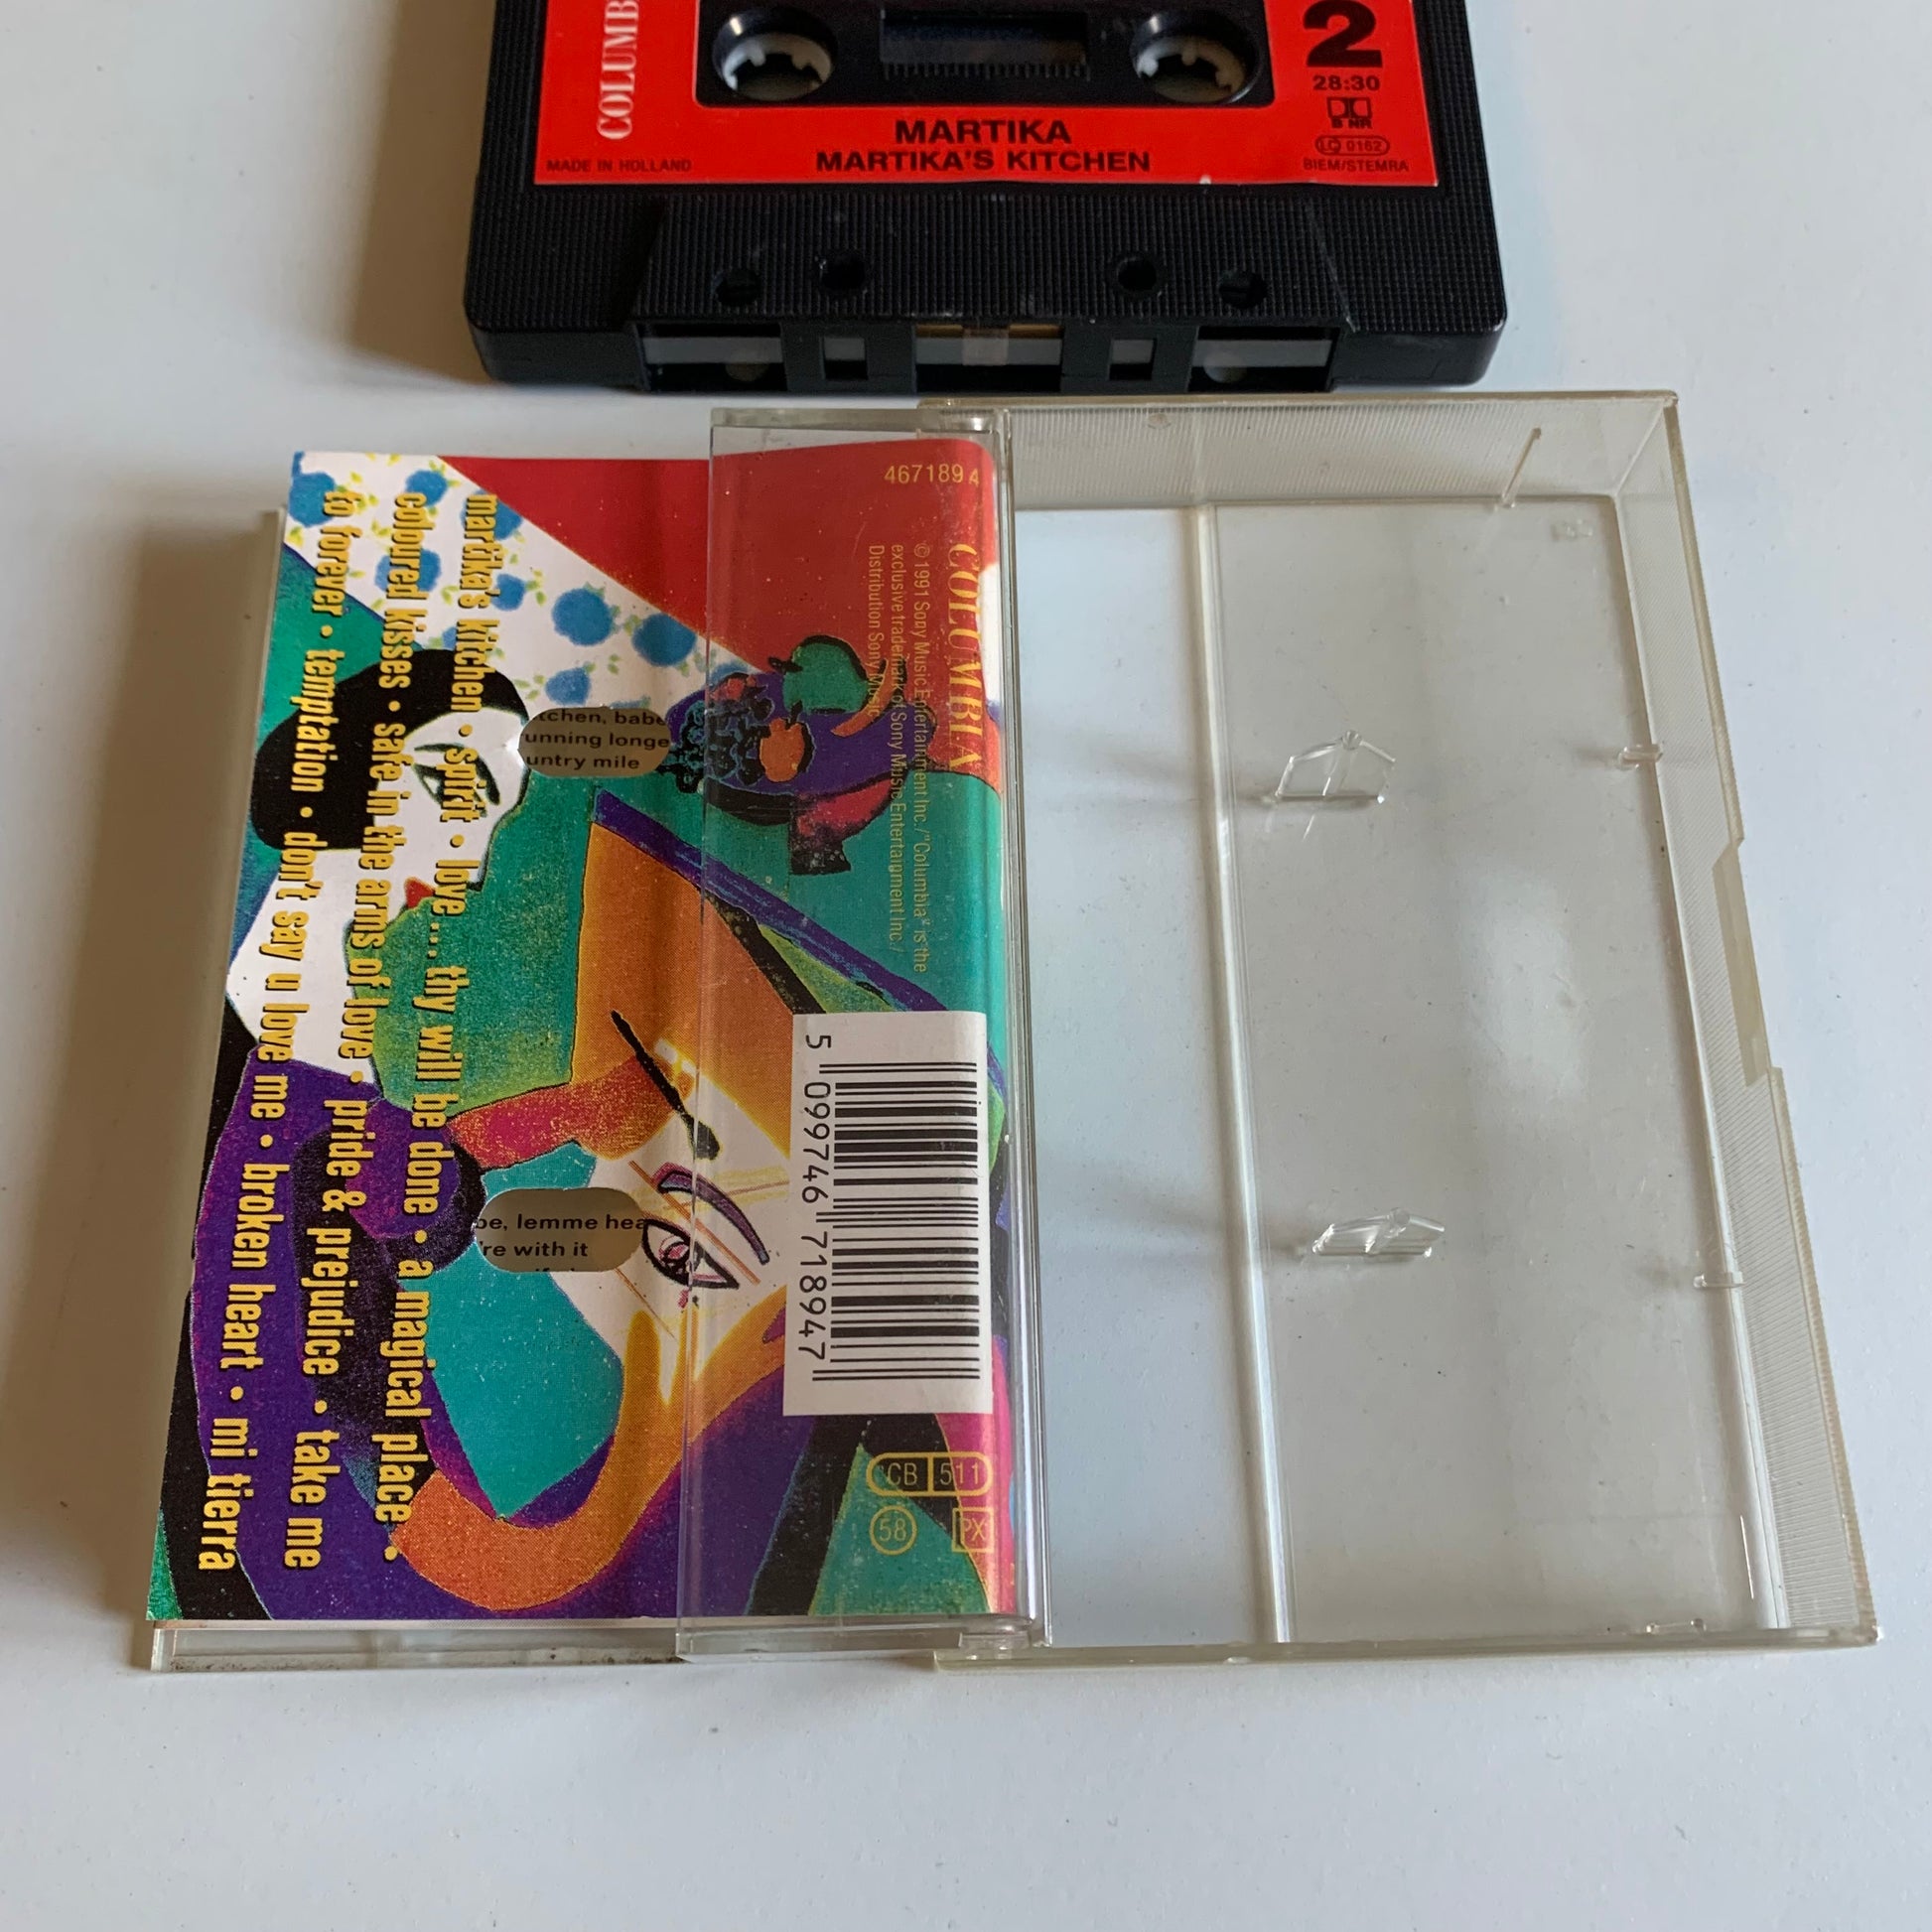 COLUMB
2
28:30
B NR
LC 0162
BIEM/STEMRA
MADE IN HOLLAND
MARTIKA
MARTIKA'S KITCHEN
467189 4
COLUMBIA
© 1991 Sony Music Entertainment Inc./"Columbia" is the
exclusive trademark of Sony Music Entertainment Inc./
Distribution Sony Music
martika's kitchen • spirit • love.... thy will be done • a magical place •
coloured kisses • safe in the arms of love • pride & prejudice • take me
to forever • temptation • don't say u love me • broken heart • mi tierra
tchen, babe
unning longe
untry mile
be, lemme hea
're with it
5 099746 718947
CB 511
58
PX